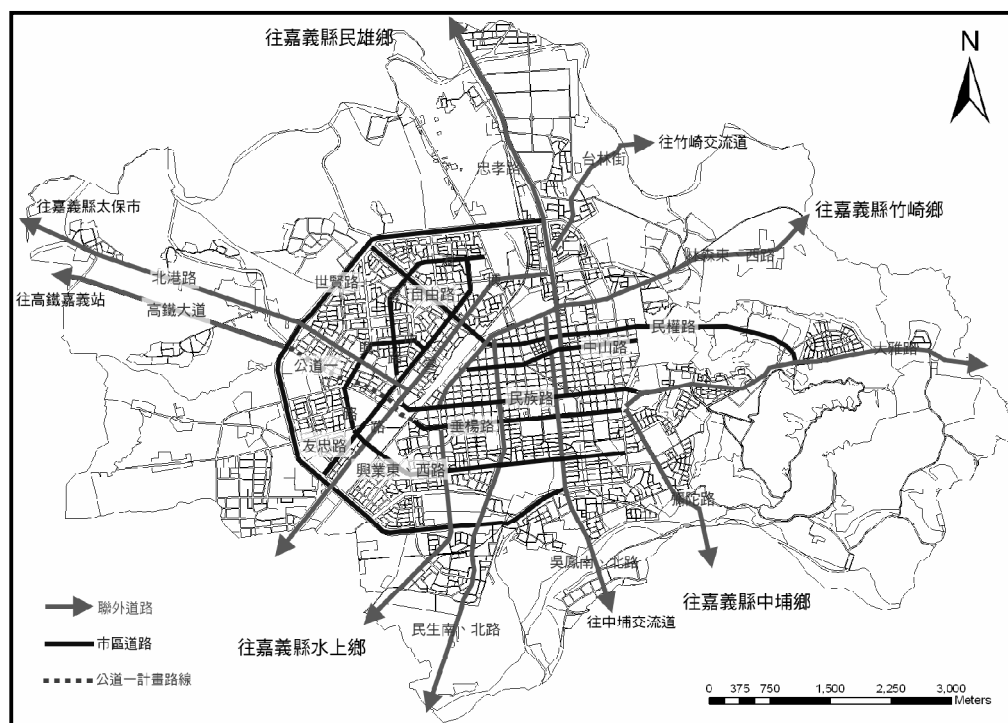 往嘉義縣民雄鄉
N
往竹崎交流道
台林街
忠孝路
往嘉義縣太保市
往嘉義縣竹崎鄉
林森東、西路
北港路
世賢路
自由路
往高鐵嘉義站
高鐵大道
民權路
中山路
大雅路
公道一
民族路
垂楊路
路
路
友忠路
興業東、西路
彌陀路
吳鳳南、北路
往嘉義縣中埔鄉
往中埔交流道
民生南、北路
往嘉義縣水上鄉
聯外道路
市區道路
公道一計畫路線
0 375 750 1,500 2,250 3,000
Meters